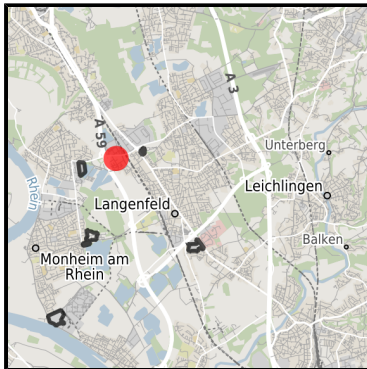 A 3
A 59
Unterberg
Rhein
Leichlingen
Langenfeld
Balken
Monheim am
Rhein